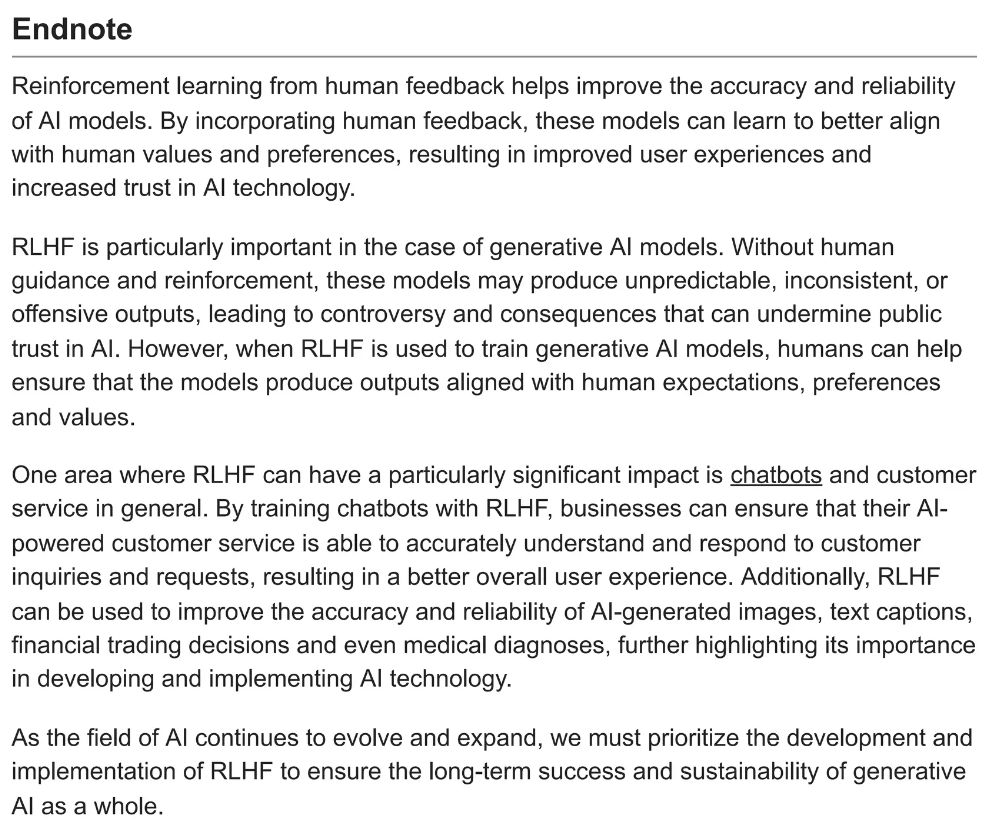 Endnote
Reinforcement learning from human feedback helps improve the accuracy and reliability
of AI models. By incorporating human feedback, these models can learn to better align
with human values and preferences, resulting in improved user experiences and
increased trust in AI technology.
RLHF is particularly important in the case of generative AI models. Without human
guidance and reinforcement, these models may produce unpredictable, inconsistent, or
offensive outputs, leading to controversy and consequences that can undermine public
trust in AI. However, when RLHF is used to train generative AI models, humans can help
ensure that the models produce outputs aligned with human expectations, preferences
and values.
One area where RLHF can have a particularly significant impact is chatbots and customer
service in general. By training chatbots with RLHF, businesses can ensure that their AI-
powered customer service is able to accurately understand and respond to customer
inquiries and requests, resulting in a better overall user experience. Additionally, RLHF
can be used to improve the accuracy and reliability of AI-generated images, text captions,
financial trading decisions and even medical diagnoses, further highlighting its importance
in developing and implementing AI technology.
As the field of AI continues to evolve and expand, we must prioritize the development and
implementation of RLHF to ensure the long-term success and sustainability of generative
AI as a whole.